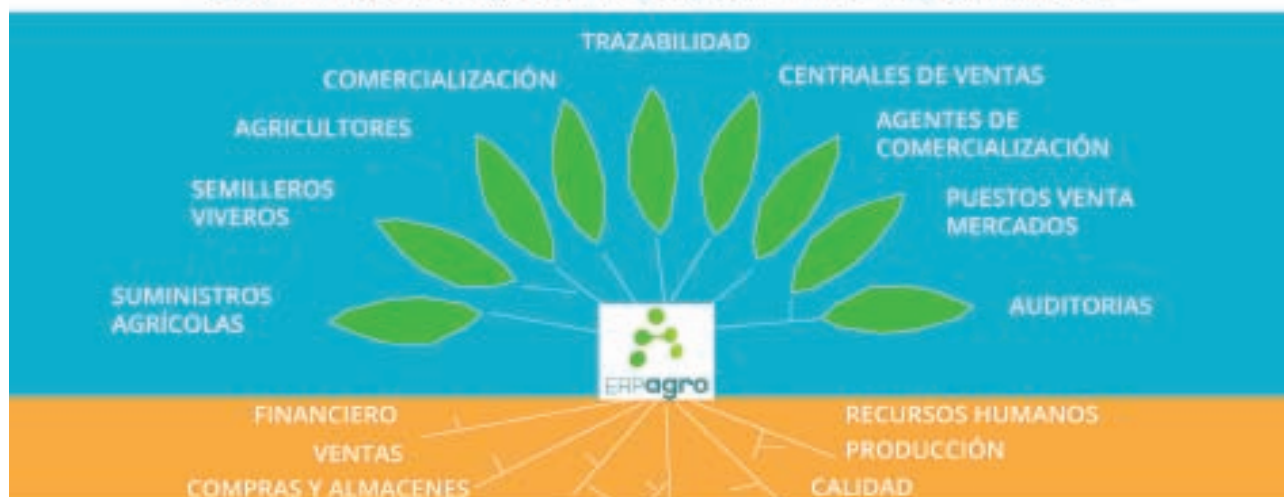 TRAZABILIDAD
COMERCIALIZACIÓN
CENTRALES DE VENTAS
AGRICULTORES
AGENTES DE
COMERCIALIZACIÓN
SEMILLEROS
VIVEROS
PUESTOS VENTA
MERCADOS
SUMINISTROS
AGRÍCOLAS
AUDITORIAS
ERPagro
FINANCIERO
RECURSOS HUMANOS
VENTAS
PRODUCCIÓN
COMPRAS Y ALMACENES
CALIDAD